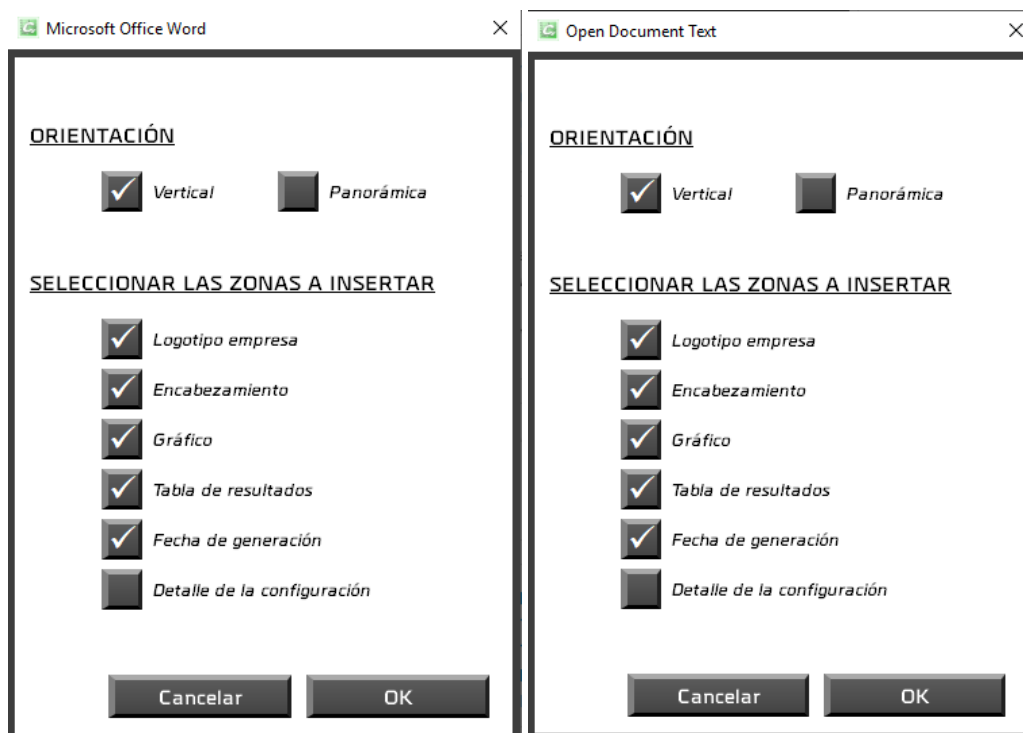 Microsoft Office Word
ORIENTACIÓN
Vertical Panorámica
SELECCIONAR LAS ZONAS A INSERTAR
Logotipo empresa
Encabezamiento
Gráfico
Tabla de resultados
Fecha de generación
Detalle de la configuración
Cancelar OK
Open Document Text
ORIENTACIÓN
Vertical Panorámica
SELECCIONAR LAS ZONAS A INSERTAR
Logotipo empresa
Encabezamiento
Gráfico
Tabla de resultados
Fecha de generación
Detalle de la configuración
Cancelar OK